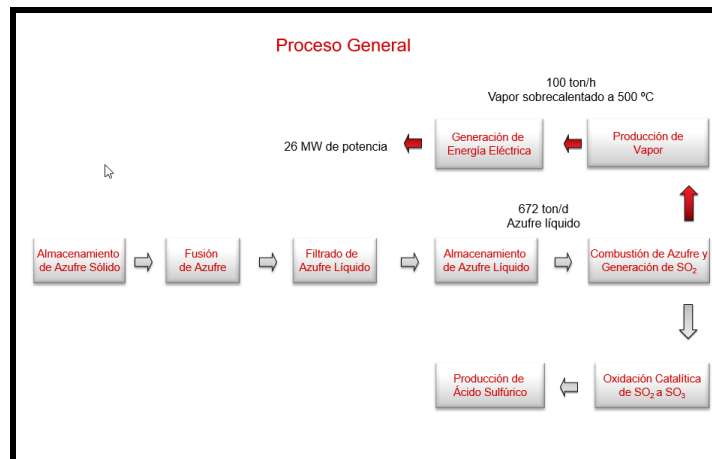 Proceso General
100 ton/h
Vapor sobrecalentado a 500 ºC
26 MW de potencia
Generación de
Energía Eléctrica
Producción de
Vapor
672 ton/d
Azufre líquido
Almacenamiento
de Azufre Sólido
Fusión
de Azufre
Filtrado de
Azufre Líquido
Almacenamiento
de Azufre Líquido
Combustión de Azufre y
Generación de SO₂
Producción de
Ácido Sulfúrico
Oxidación Catalítica
de SO₂ a SO₃